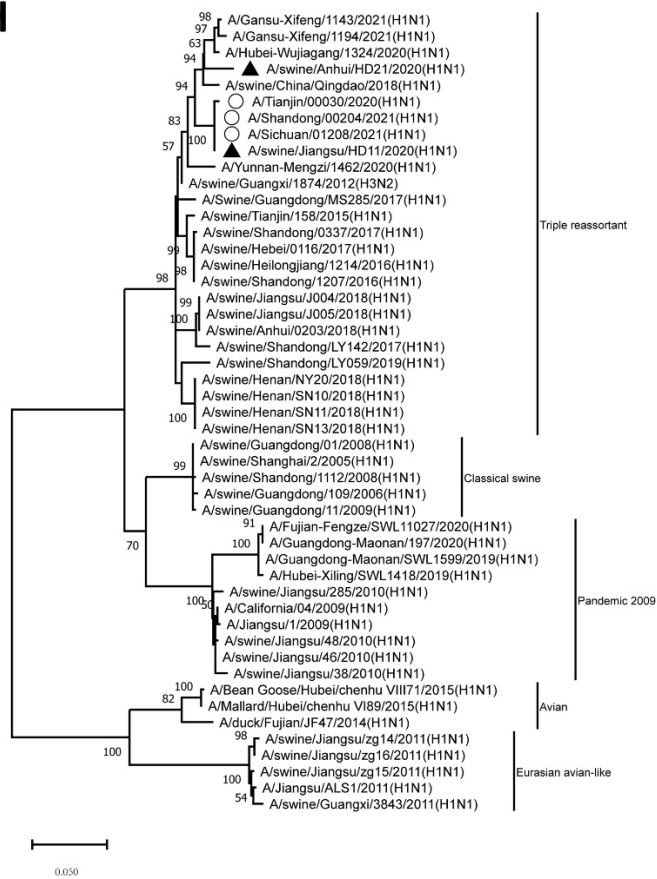 98
A/Gansu-Xifeng/1143/2021(H1N1)
97
A/Gansu-Xifeng/1194/2021(H1N1)
63
A/Hubei-Wujiagang/1324/2020(H1N1)
94
A/swine/Anhui/HD21/2020(H1N1)
94
A/swine/China/Qingdao/2018(H1N1)
A/Tianjin/00030/2020(H1N1)
83
A/Shandong/00204/2021(H1N1)
100
A/Sichuan/01208/2021(H1N1)
57
A/swine/Jiangsu/HD11/2020(H1N1)
A/Yunnan-Mengzi/1462/2020(H1N1)
A/swine/Guangxi/1874/2012(H3N2)
A/Swine/Guangdong/MS285/2017(H1N1)
A/swine/Tianjin/158/2015(H1N1)
Triple reassortant
A/swine/Shandong/0337/2017(H1N1)
99
A/swine/Hebei/0116/2017(H1N1)
98
A/swine/Heilongjiang/1214/2016(H1N1)
98
A/swine/Shandong/1207/2016(H1N1)
99
A/swine/Jiangsu/J004/2018(H1N1)
100
A/swine/Jiangsu/J005/2018(H1N1)
A/swine/Anhui/0203/2018(H1N1)
A/swine/Shandong/LY142/2017(H1N1)
A/swine/Shandong/LY059/2019(H1N1)
A/swine/Henan/NY20/2018(H1N1)
A/swine/Henan/SN10/2018(H1N1)
100
A/swine/Henan/SN11/2018(H1N1)
A/swine/Henan/SN13/2018(H1N1)
A/swine/Guangdong/01/2008(H1N1)
99
A/swine/Shanghai/2/2005(H1N1)
A/swine/Shandong/1112/2008(H1N1)
Classical swine
A/swine/Guangdong/109/2006(H1N1)
A/swine/Guangdong/11/2009(H1N1)
91
A/Fujian-Fengze/SWL11027/2020(H1N1)
70
100
A/Guangdong-Maonan/197/2020(H1N1)
A/Guangdong-Maonan/SWL1599/2019(H1N1)
A/Hubei-Xiling/SWL1418/2019(H1N1)
A/swine/Jiangsu/285/2010(H1N1)
100
50
A/California/04/2009(H1N1)
Pandemic 2009
A/Jiangsu/1/2009(H1N1)
A/swine/Jiangsu/48/2010(H1N1)
A/swine/Jiangsu/46/2010(H1N1)
A/swine/Jiangsu/38/2010(H1N1)
100
A/Bean Goose/Hubei/chenhu VIII71/2015(H1N1)
82
A/Mallard/Hubei/chenhu VI89/2015(H1N1)
Avian
A/duck/Fujian/JF47/2014(H1N1)
98
A/swine/Jiangsu/zg14/2011(H1N1)
100
A/swine/Jiangsu/zg16/2011(H1N1)
100
A/swine/Jiangsu/zg15/2011(H1N1)
Eurasian avian-like
A/Jiangsu/ALS1/2011(H1N1)
54
A/swine/Guangxi/3843/2011(H1N1)
0.050